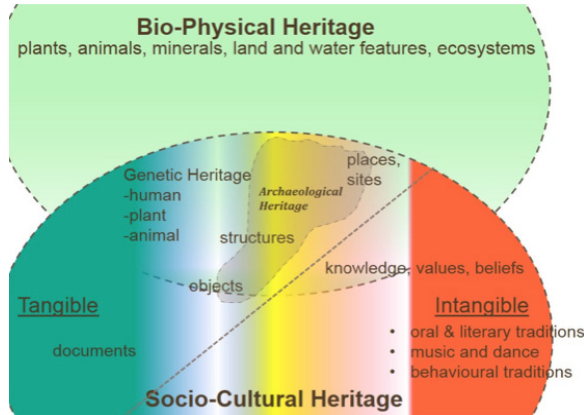 Bio-Physical Heritage
plants, animals, minerals, land and water features, ecosystems
Genetic Heritage
-human
-plant
-animal
places,
sites
Archaeological
Heritage
structures
objects
knowledge, values, beliefs
Tangible
documents
Intangible
• oral & literary traditions
• music and dance
• behavioural traditions
Socio-Cultural Heritage